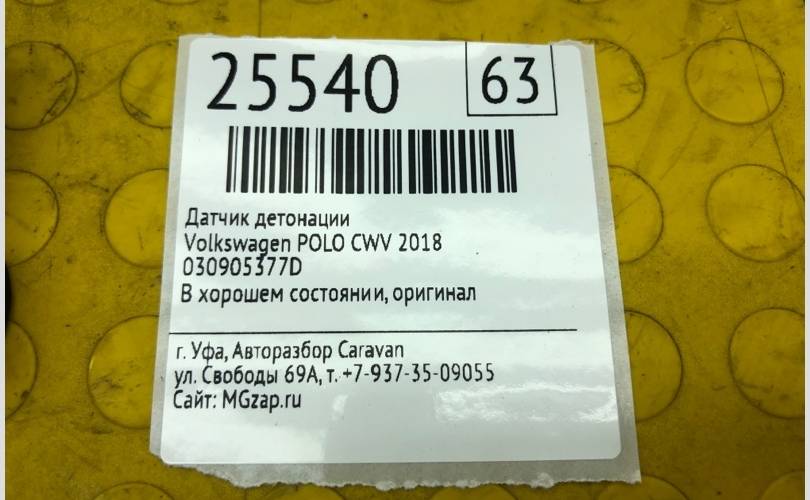 25540
63
Датчик детонации
Volkswagen POLO CWV 2018
030905377D
В хорошем состоянии, оригинал
г. Уфа, Авторазбор Caravan
ул. Свободы 69А, т. +7-937-35-09055
Сайт: MGzap.ru